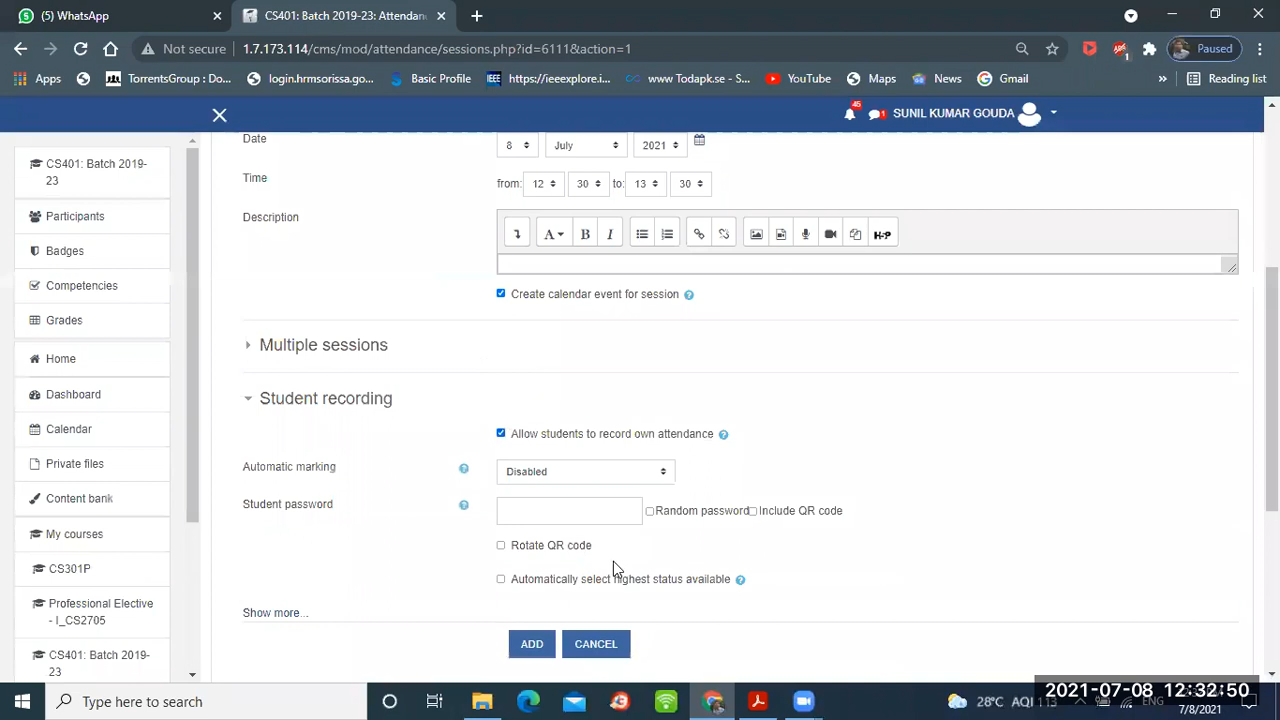 (5) WhatsApp
CS401: Batch 2019-23: Attendan
Not secure
1.7.173.114/cms/mod/attendance/sessions.php?id=6111&action=1
Paused
Apps
TorrentsGroup : Do...
login.hrmsorissa.go...
Basic Profile
https://ieeexplore.i...
www Todapk.s... - S...
YouTube
Maps
News
Gmail
»
Reading list
45
1
SUNIL KUMAR GOUDA
CS401: Batch 2019-
23
Participants
Badges
Competencies
Grades
Home
Dashboard
Calendar
Private files
Content bank
My courses
CS301P
Professional Elective
- I_CS2705
CS401: Batch 2019-
23
Date
8
July
2021
Time
from:
12
30
to:
13
30
Description
A
B
I
H-P
Create calendar event for session
Multiple sessions
Student recording
Allow students to record own attendance
Automatic marking
Disabled
Student password
Random password
Include QR code
Rotate QR code
Automatically select highest status available
Show more...
ADD
CANCEL
Type here to search
28°C
AQI 113
ENG
2021-07-08 12:32:50
7/8/2021